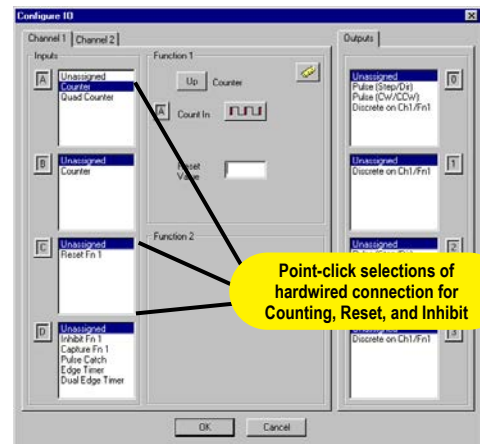 Configure IO
Channel 1 Channel 2
Outputs
Inputs
Function 1
A
Unassigned
Counter
Quad Counter
Up Counter
A Count In
Reset
Value
Unassigned
Pulse (Step/Dir)
Pulse (CW/CCW)
Discrete on Ch1/Fn1
0
B
Unassigned
Counter
Unassigned
Discrete on Ch1/Fn1
1
C
Unassigned
Reset Fn 1
Function 2
Unassigned
2
Point-click selections of
hardwired connection for
Counting, Reset, and Inhibit
D
Unassigned
Inhibit Fn 1
Capture Fn 1
Pulse Catch
Edge Timer
Dual Edge Timer
Discrete on Ch1/Fn1
3
OK Cancel